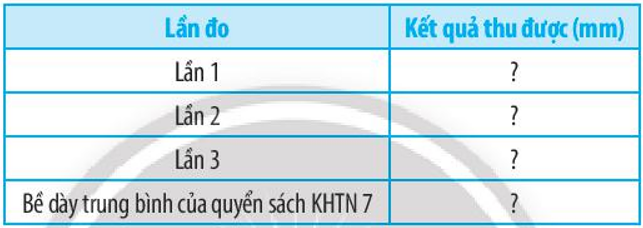 Lần đo Kết quả thu được (mm)
Lần 1 ?
Lần 2 ?
Lần 3 ?
Bề dày trung bình của quyển sách KHTN 7 ?